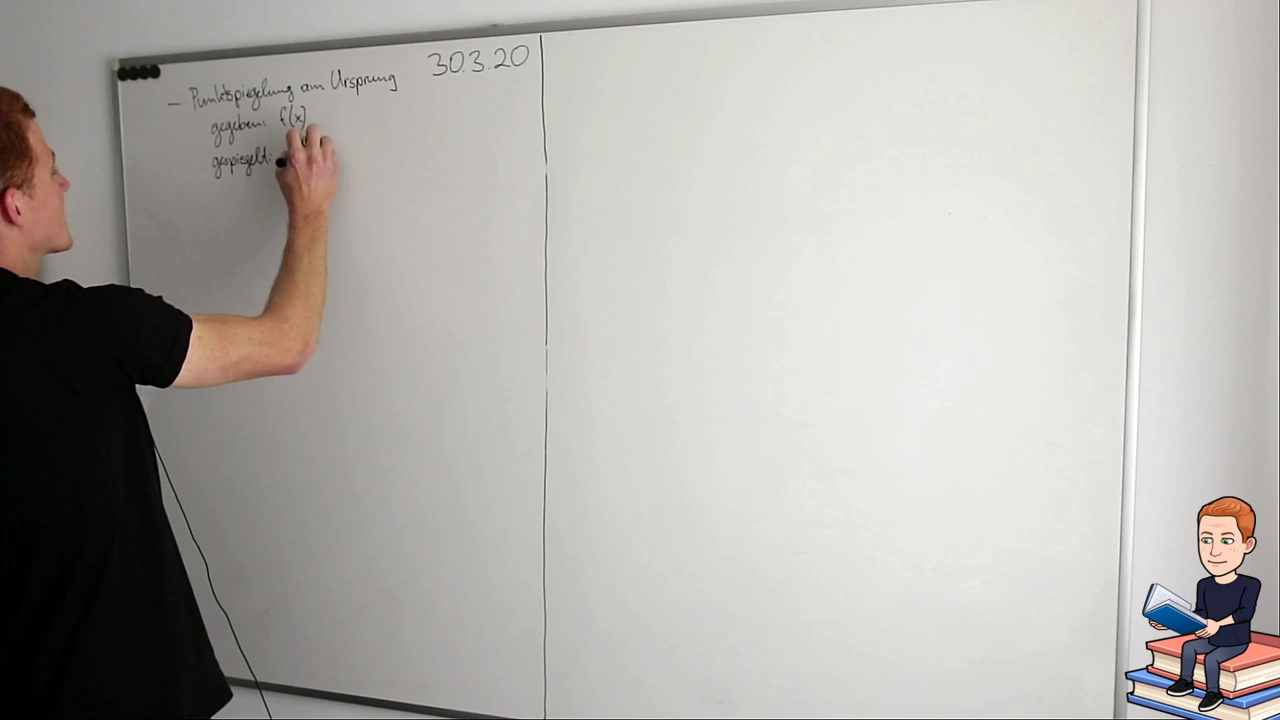 30.3.20
– Punktspiegelung am Ursprung
gegeben: f(x)
gespiegelt: